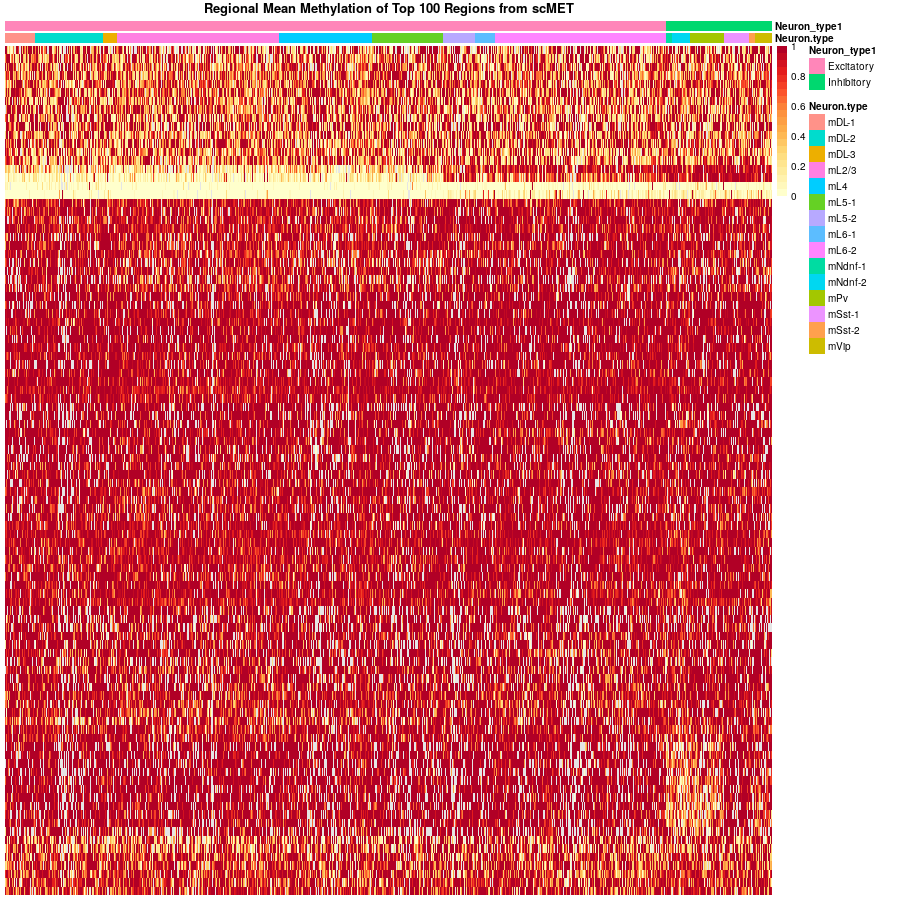 Regional Mean Methylation of Top 100 Regions from scMET
Neuron_type1
Neuron.type
1
0.8
0.6
0.4
0.2
0
Neuron_type1
Excitatory
Inhibitory
Neuron.type
mDL-1
mDL-2
mDL-3
mL2/3
mL4
mL5-1
mL5-2
mL6-1
mL6-2
mNdnf-1
mNdnf-2
mPv
mSst-1
mSst-2
mVip